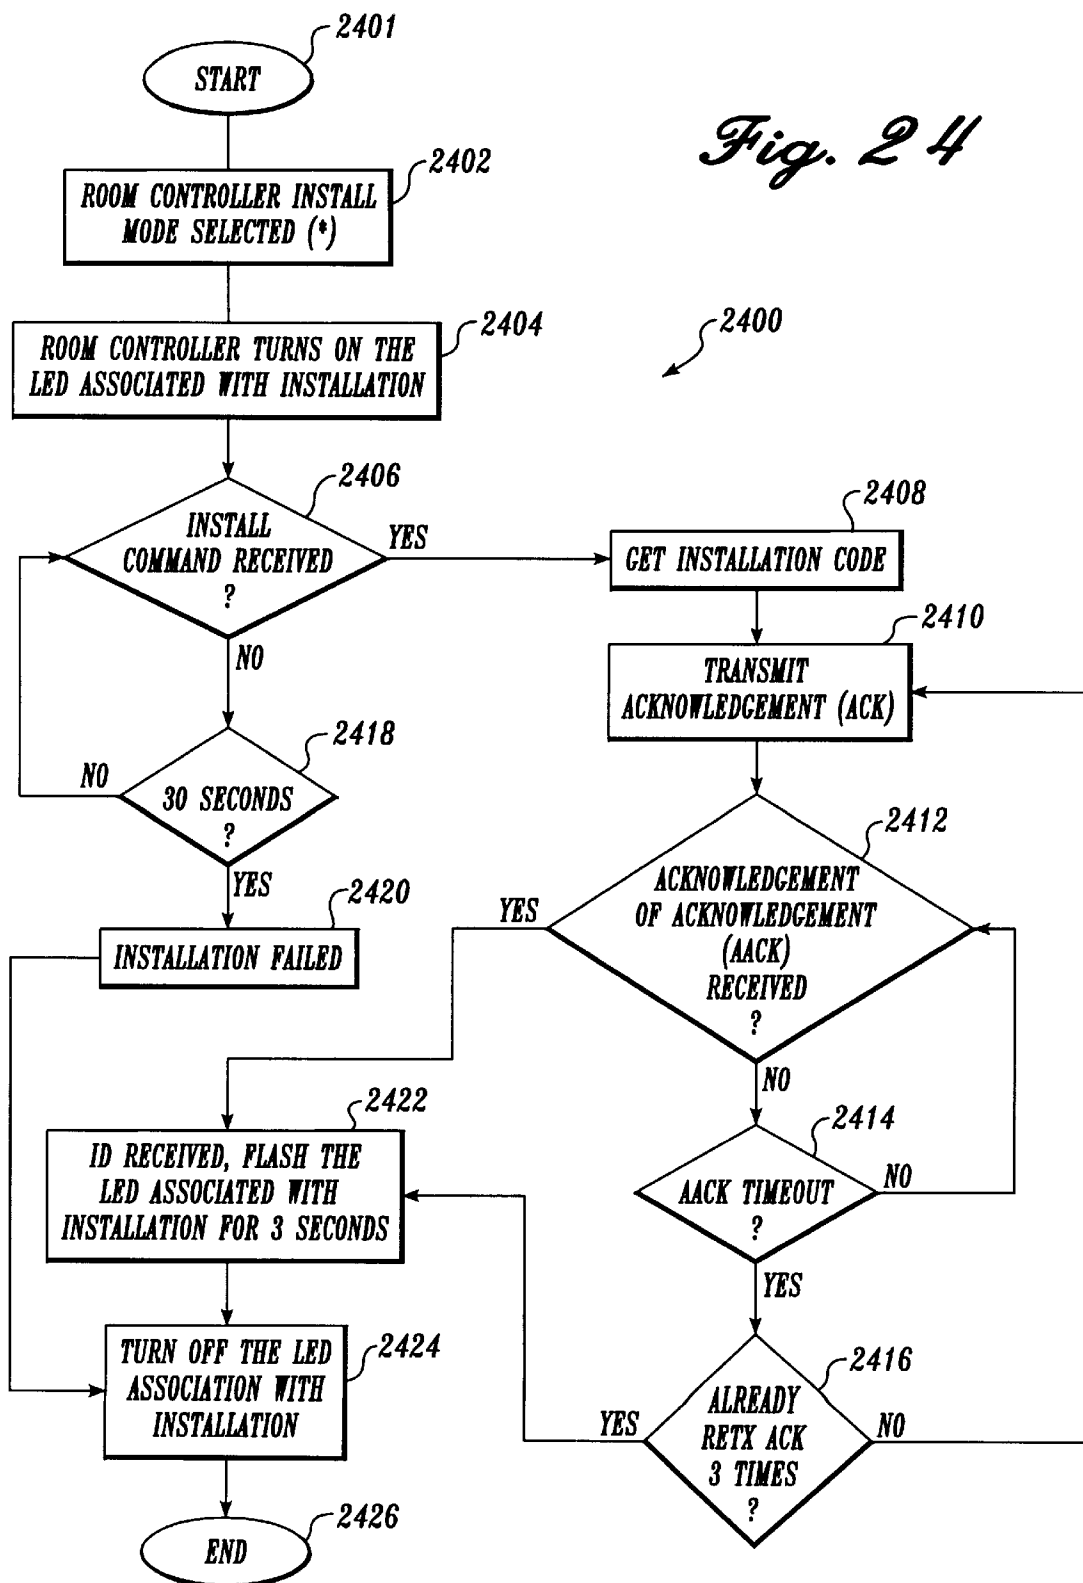 2401
START
Fig. 24
2402
ROOM CONTROLLER INSTALL
MODE SELECTED (*)
2404
ROOM CONTROLLER TURNS ON THE
LED ASSOCIATED WITH INSTALLATION
2400
2406
INSTALL
COMMAND RECEIVED
?
YES
NO
2408
GET INSTALLATION CODE
2410
TRANSMIT
ACKNOWLEDGEMENT (ACK)
2418
30 SECONDS
?
NO
YES
2420
INSTALLATION FAILED
2412
ACKNOWLEDGEMENT
OF ACKNOWLEDGEMENT
(AACK)
RECEIVED
?
YES
NO
2414
AACK TIMEOUT
?
NO
YES
2422
ID RECEIVED, FLASH THE
LED ASSOCIATED WITH
INSTALLATION FOR 3 SECONDS
2416
ALREADY
RETX ACK
3 TIMES
?
YES
NO
2424
TURN OFF THE LED
ASSOCIATION WITH
INSTALLATION
2426
END